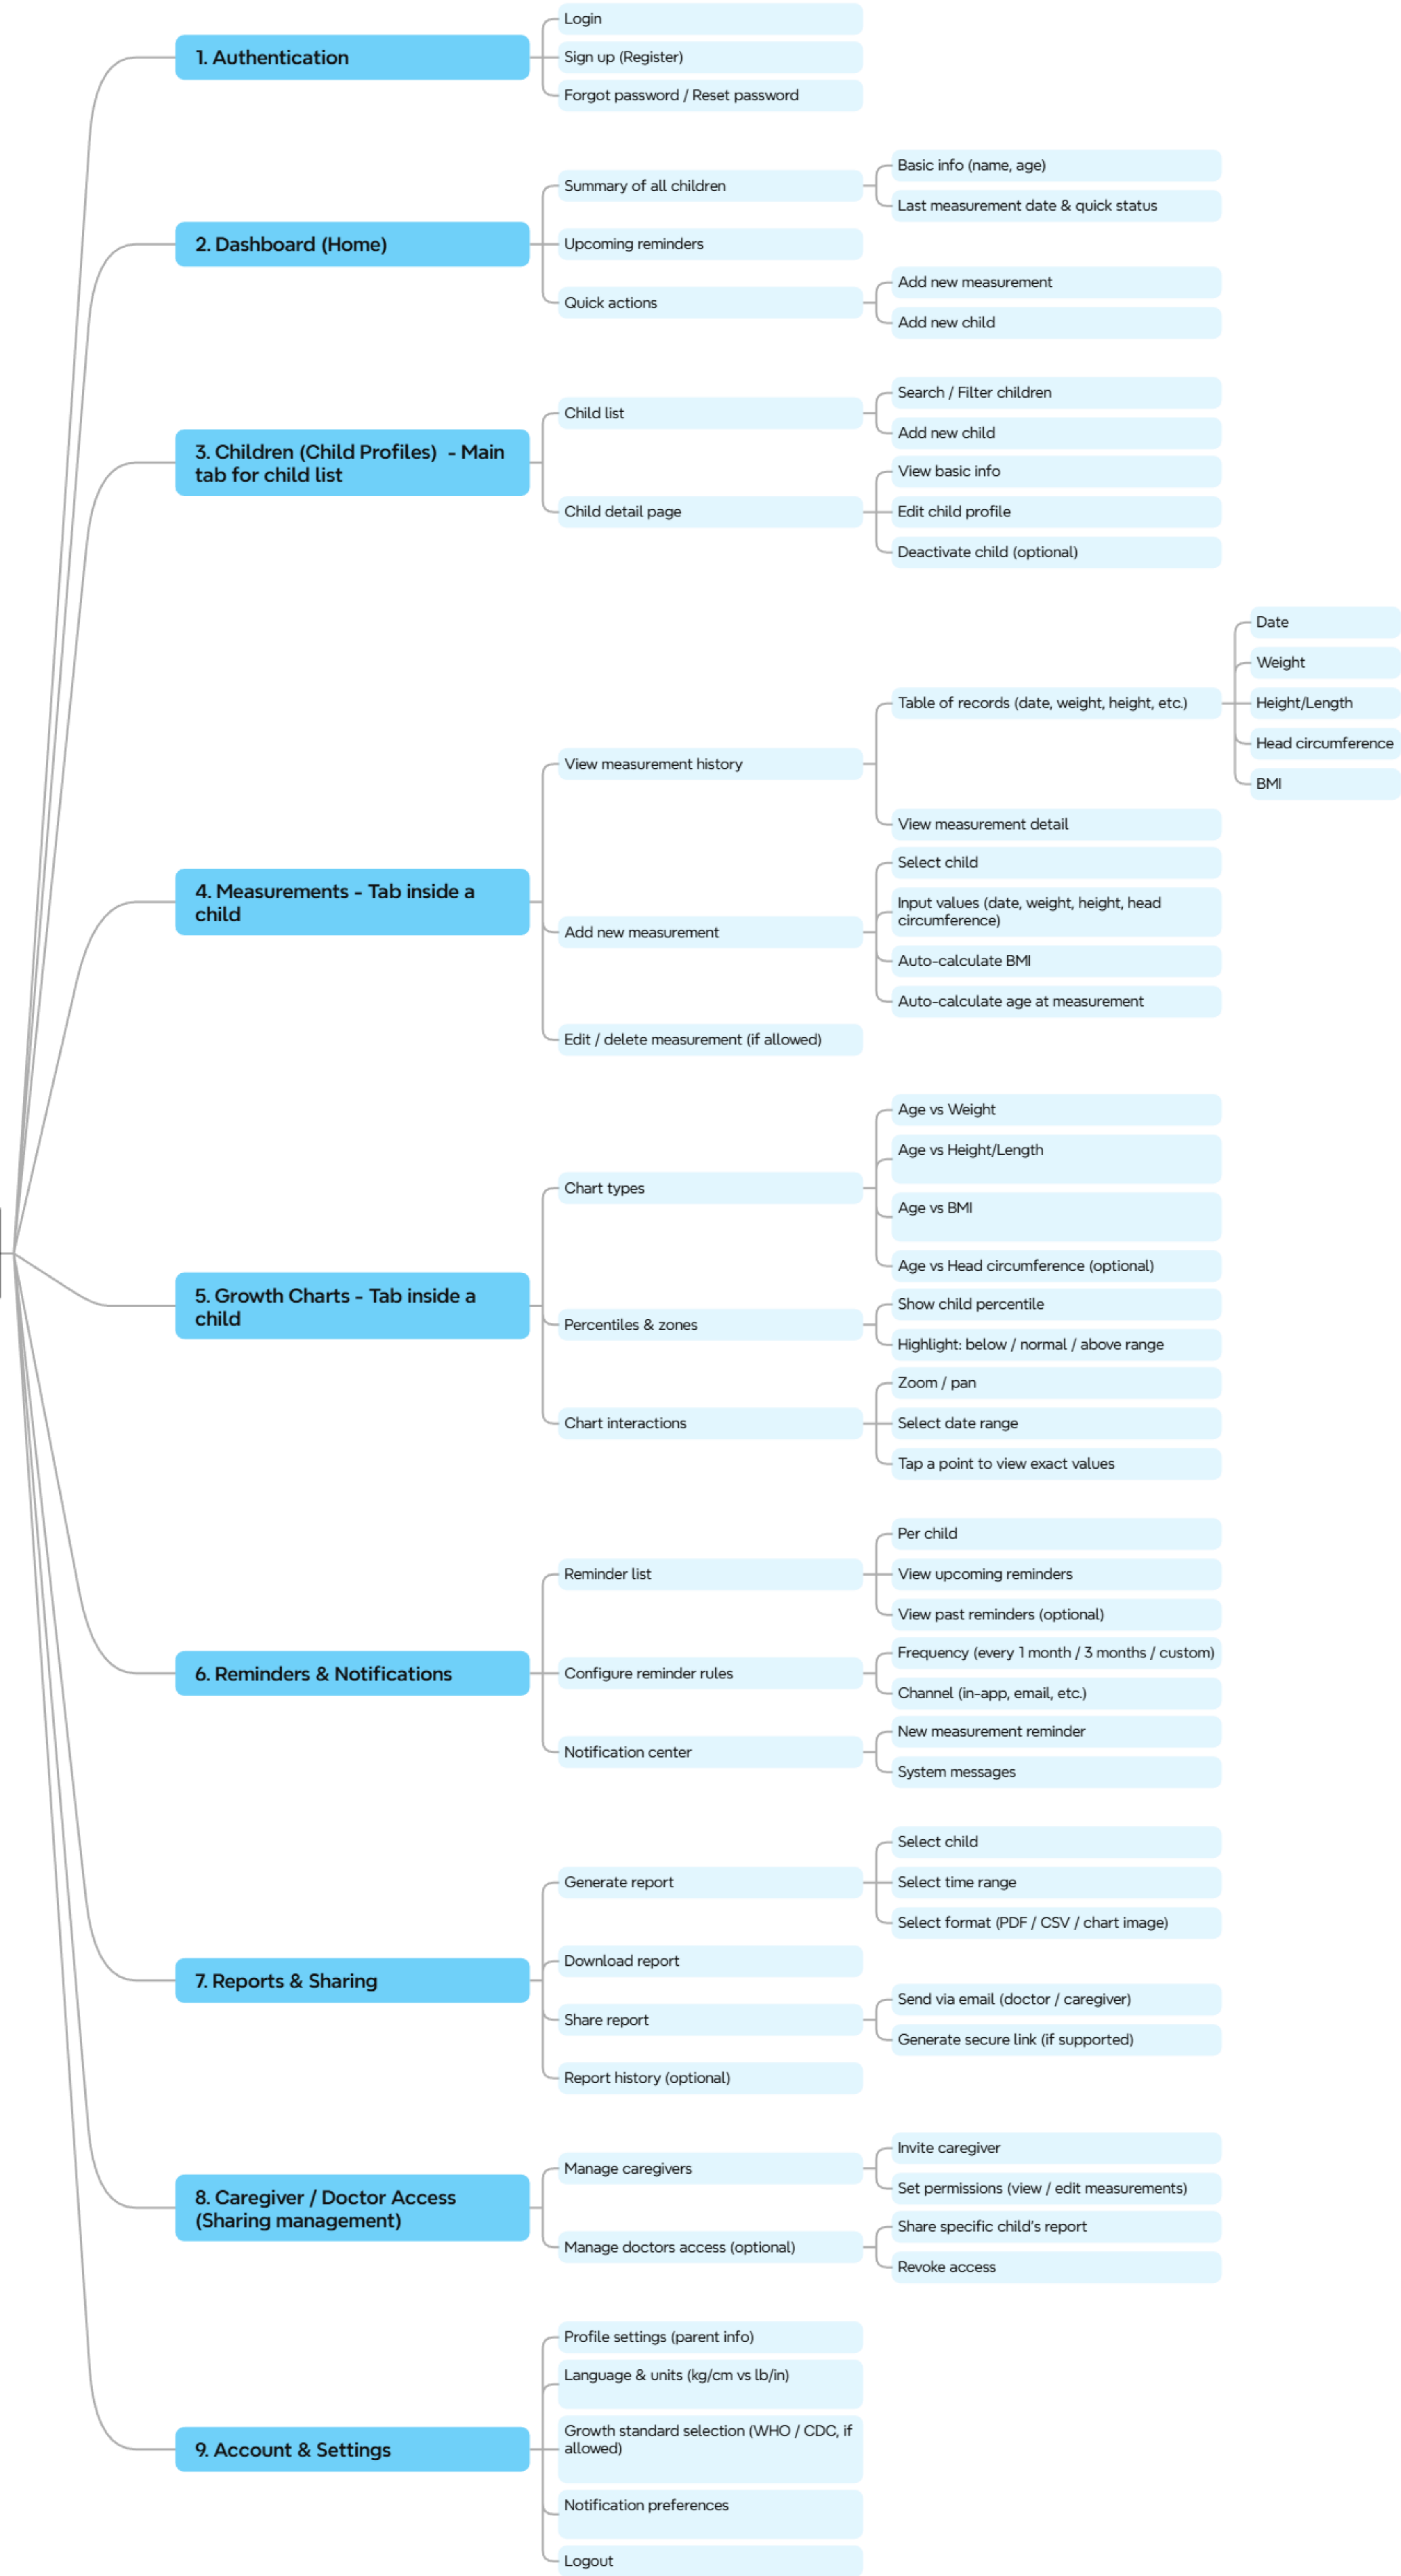 1. Authentication
Login
Sign up (Register)
Forgot password / Reset password
2. Dashboard (Home)
Summary of all children
Basic info (name, age)
Last measurement date & quick status
Upcoming reminders
Quick actions
Add new measurement
Add new child
3. Children (Child Profiles)  - Main
tab for child list
Child list
Search / Filter children
Add new child
Child detail page
View basic info
Edit child profile
Deactivate child (optional)
4. Measurements - Tab inside a
child
View measurement history
Table of records (date, weight, height, etc.)
Date
Weight
Height/Length
Head circumference
BMI
View measurement detail
Add new measurement
Select child
Input values (date, weight, height, head
circumference)
Auto-calculate BMI
Auto-calculate age at measurement
Edit / delete measurement (if allowed)
5. Growth Charts - Tab inside a
child
Chart types
Age vs Weight
Age vs Height/Length
Age vs BMI
Age vs Head circumference (optional)
Percentiles & zones
Show child percentile
Highlight: below / normal / above range
Chart interactions
Zoom / pan
Select date range
Tap a point to view exact values
6. Reminders & Notifications
Reminder list
Per child
View upcoming reminders
View past reminders (optional)
Configure reminder rules
Frequency (every 1 month / 3 months / custom)
Channel (in-app, email, etc.)
Notification center
New measurement reminder
System messages
7. Reports & Sharing
Generate report
Select child
Select time range
Select format (PDF / CSV / chart image)
Download report
Share report
Send via email (doctor / caregiver)
Generate secure link (if supported)
Report history (optional)
8. Caregiver / Doctor Access
(Sharing management)
Manage caregivers
Invite caregiver
Set permissions (view / edit measurements)
Manage doctors access (optional)
Share specific child's report
Revoke access
9. Account & Settings
Profile settings (parent info)
Language & units (kg/cm vs lb/in)
Growth standard selection (WHO / CDC, if
allowed)
Notification preferences
Logout